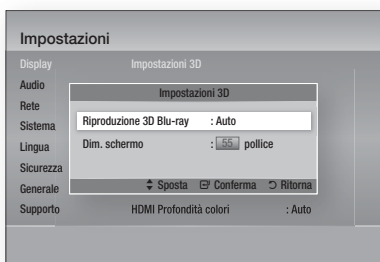 Impostazioni
Display Impostazioni 3D
Audio
Rete
Sistema
Lingua
Sicurezza
Generale
Supporto
Impostazioni 3D
Riproduzione 3D Blu-ray : Auto
Dim. schermo : 55 pollice
Sposta Conferma Ritorna
HDMI Profondità colori : Auto